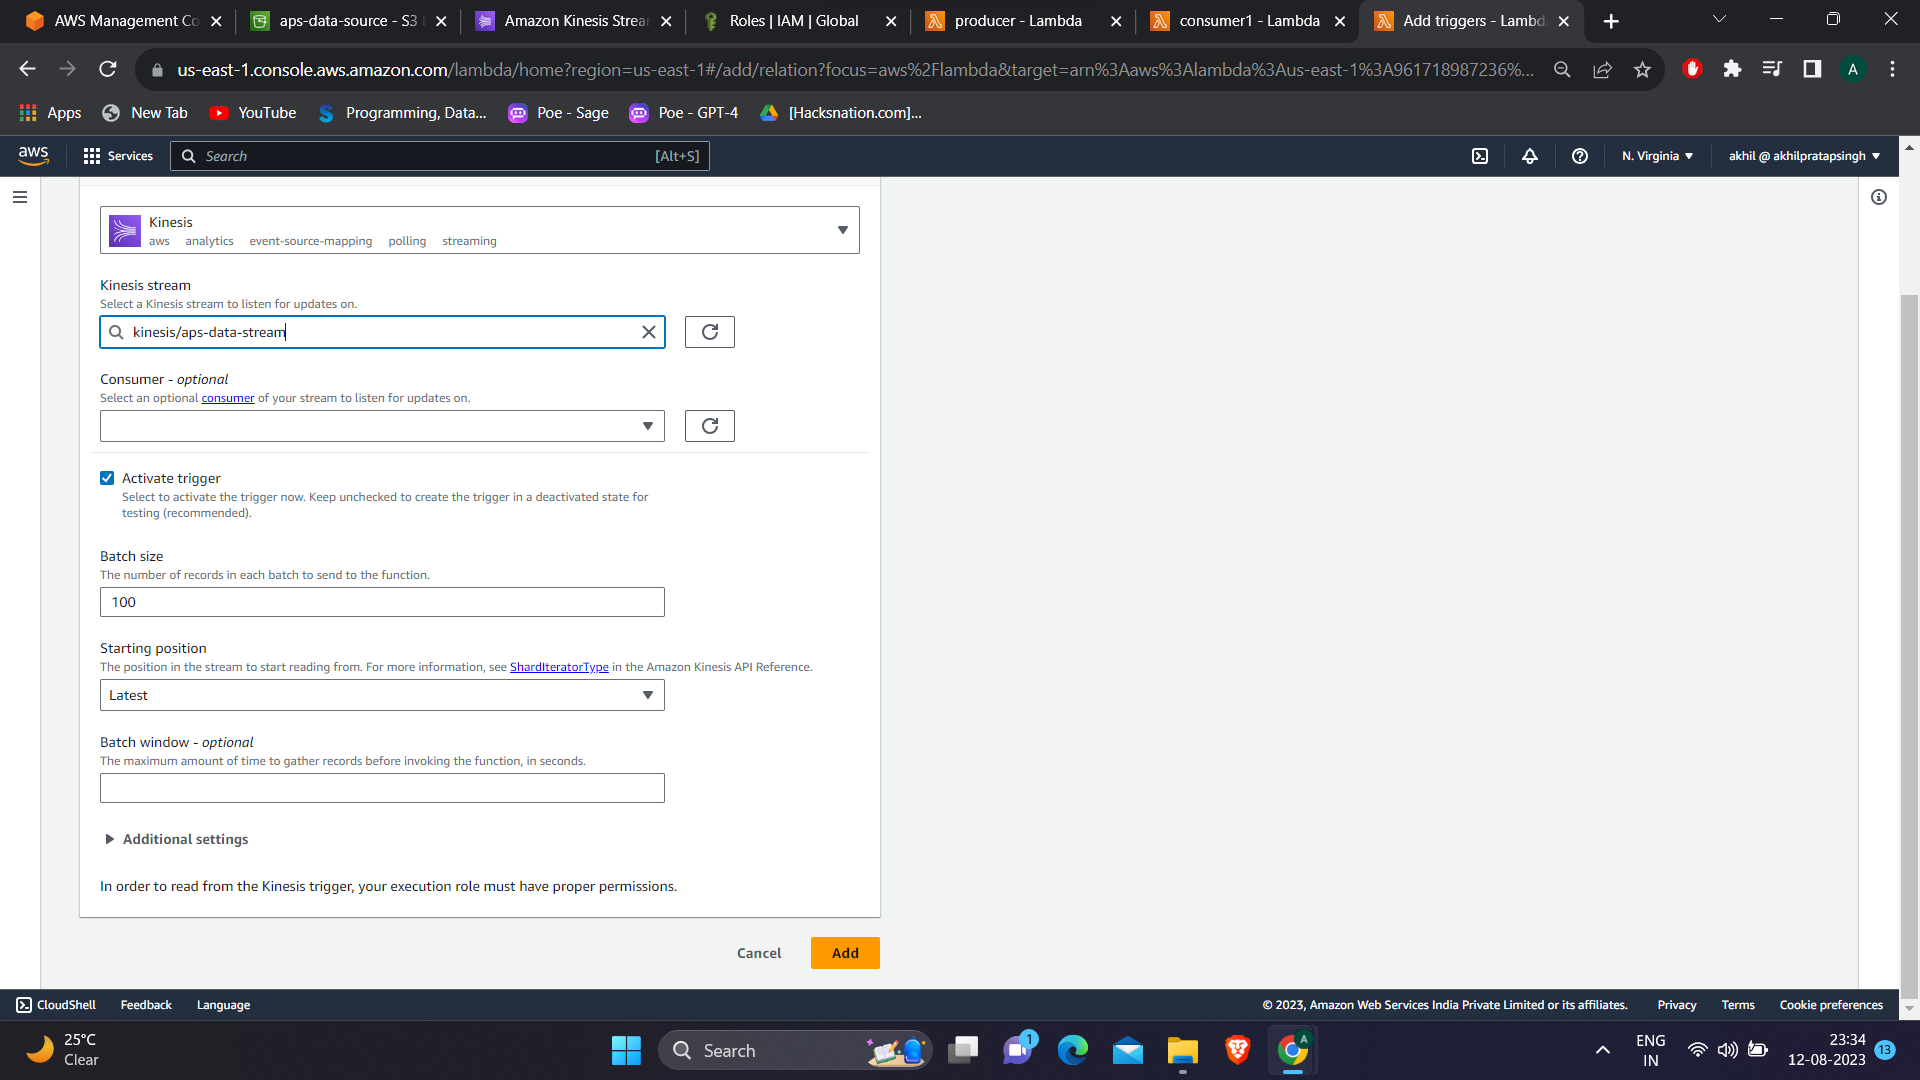 AWS Management Co
aps-data-source - S3
Amazon Kinesis Strea
Roles | IAM | Global
producer - Lambda
consumer1 - Lambda
Add triggers - Lambd
us-east-1.console.aws.amazon.com/lambda/home?region=us-east-1#/add/relation?focus=aws%2Flambda&target=arn%3Aaws%3Alambda%3Aus-east-1%3A961718987236%...
A
Apps
New Tab
YouTube
Programming, Data...
Poe - Sage
Poe - GPT-4
[Hacksnation.com]...
aws
Services
Search
[Alt+S]
N. Virginia
akhil @ akhilpratapsingh
Kinesis
aws analytics event-source-mapping polling streaming
Kinesis stream
Select a Kinesis stream to listen for updates on.
kinesis/aps-data-stream
Consumer - optional
Select an optional consumer of your stream to listen for updates on.
Activate trigger
Select to activate the trigger now. Keep unchecked to create the trigger in a deactivated state for
testing (recommended).
Batch size
The number of records in each batch to send to the function.
100
Starting position
The position in the stream to start reading from. For more information, see ShardIteratorType in the Amazon Kinesis API Reference.
Latest
Batch window - optional
The maximum amount of time to gather records before invoking the function, in seconds.
Additional settings
In order to read from the Kinesis trigger, your execution role must have proper permissions.
Cancel
Add
CloudShell
Feedback
Language
© 2023, Amazon Web Services India Private Limited or its affiliates.
Privacy
Terms
Cookie preferences
25°C
Clear
Search
1
A
ENG
IN
23:34
12-08-2023
13